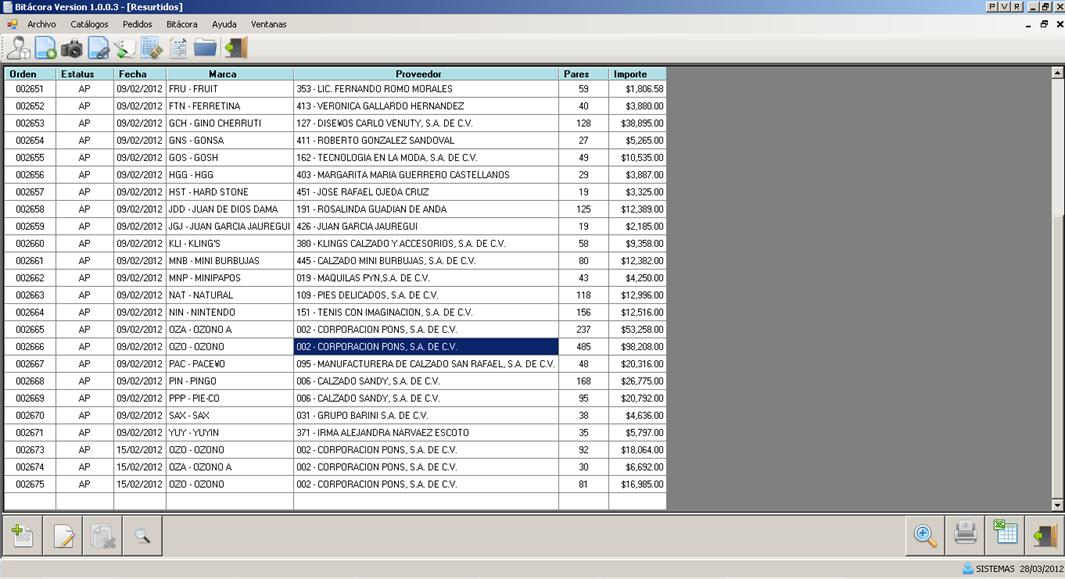 Bitácora Version 1.0.0.3 - [Resurtidos] P V R
Archivo Catálogos Pedidos Bitácora Ayuda Ventanas
Orden Estatus Fecha Marca Proveedor Pares Importe
002651 AP 09/02/2012 FRU - FRUIT 353 - LIC. FERNANDO ROMO MORALES 59 $1,806.58
002652 AP 09/02/2012 FTN - FERRETINA 413 - VERONICA GALLARDO HERNANDEZ 40 $3,880.00
002653 AP 09/02/2012 GCH - GINO CHERRUTI 127 - DISE¥OS CARLO VENUTY, S.A. DE C.V. 128 $38,895.00
002654 AP 09/02/2012 GNS - GONSA 411 - ROBERTO GONZALEZ SANDOVAL 27 $5,265.00
002655 AP 09/02/2012 GOS - GOSH 162 - TECNOLOGIA EN LA MODA, S.A. DE C.V. 49 $10,535.00
002656 AP 09/02/2012 HGG - HGG 403 - MARGARITA MARIA GUERRERO CASTELLANOS 29 $3,887.00
002657 AP 09/02/2012 HST - HARD STONE 451 - JOSE RAFAEL OJEDA CRUZ 19 $3,325.00
002658 AP 09/02/2012 JDD - JUAN DE DIOS DAMA 191 - ROSALINDA GUADIAN DE ANDA 125 $12,389.00
002659 AP 09/02/2012 JGJ - JUAN GARCIA JAUREGUI 426 - JUAN GARCIA JAUREGUI 19 $2,185.00
002660 AP 09/02/2012 KLI - KLING'S 380 - KLINGS CALZADO Y ACCESORIOS, S.A. DE C.V. 58 $9,358.00
002661 AP 09/02/2012 MNB - MINI BURBUJAS 445 - CALZADO MINI BURBUJAS, S.A. DE C.V. 80 $12,382.00
002662 AP 09/02/2012 MNP - MINIPAPOS 019 - MAQUILAS PYN,S.A. DE C.V. 43 $4,250.00
002663 AP 09/02/2012 NAT - NATURAL 109 - PIES DELICADOS, S.A. DE C.V. 118 $12,996.00
002664 AP 09/02/2012 NIN - NINTENDO 151 - TENIS CON IMAGINACION, S.A. DE C.V. 156 $12,516.00
002665 AP 09/02/2012 OZA - OZONO A 002 - CORPORACION PONS, S.A. DE C.V. 237 $53,258.00
002666 AP 09/02/2012 OZO - OZONO 002 - CORPORACION PONS, S.A. DE C.V. 485 $98,208.00
002667 AP 09/02/2012 PAC - PACE¥O 095 - MANUFACTURERA DE CALZADO SAN RAFAEL, S.A. DE C.V. 48 $20,316.00
002668 AP 09/02/2012 PIN - PINGO 006 - CALZADO SANDY, S.A. DE C.V. 168 $26,775.00
002669 AP 09/02/2012 PPP - PIE-CO 006 - CALZADO SANDY, S.A. DE C.V. 95 $20,792.00
002670 AP 09/02/2012 SAX - SAX 031 - GRUPO BARINI S.A. DE C.V. 38 $4,636.00
002671 AP 09/02/2012 YUY - YUYIN 371 - IRMA ALEJANDRA NARVAEZ ESCOTO 35 $5,797.00
002673 AP 15/02/2012 OZO - OZONO 002 - CORPORACION PONS, S.A. DE C.V. 92 $18,064.00
002674 AP 15/02/2012 OZA - OZONO A 002 - CORPORACION PONS, S.A. DE C.V. 30 $6,692.00
002675 AP 15/02/2012 OZO - OZONO 002 - CORPORACION PONS, S.A. DE C.V. 81 $16,985.00
SISTEMAS 28/03/2012